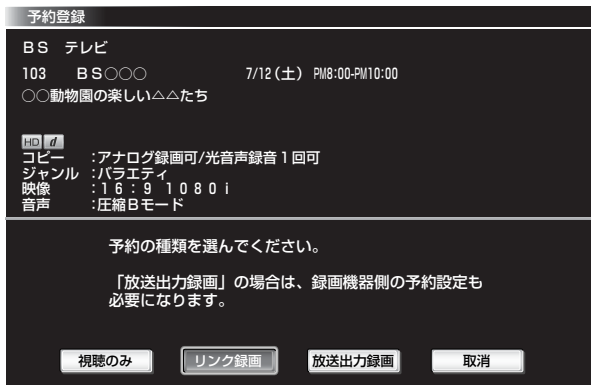 予約登録
BS テレビ
103 BS○○○ 7/12(土) PM8:00-PM10:00
○○動物園の楽しい△△たち
HD d
コピー :アナログ録画可/光音声録音1回可
ジャンル :バラエティ
映像 :16:9 1080i
音声 :圧縮Bモード
予約の種類を選んでください。
「放送出力録画」の場合は、録画機器側の予約設定も
必要になります。
視聴のみ リンク録画 放送出力録画 取消